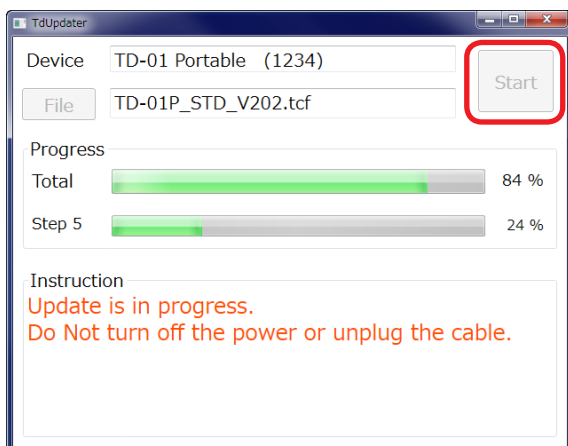 TdUpdater
Device TD-01 Portable (1234)
Start
File TD-01P_STD_V202.tcf
Progress
Total 84 %
Step 5 24 %
Instruction
Update is in progress.
Do Not turn off the power or unplug the cable.